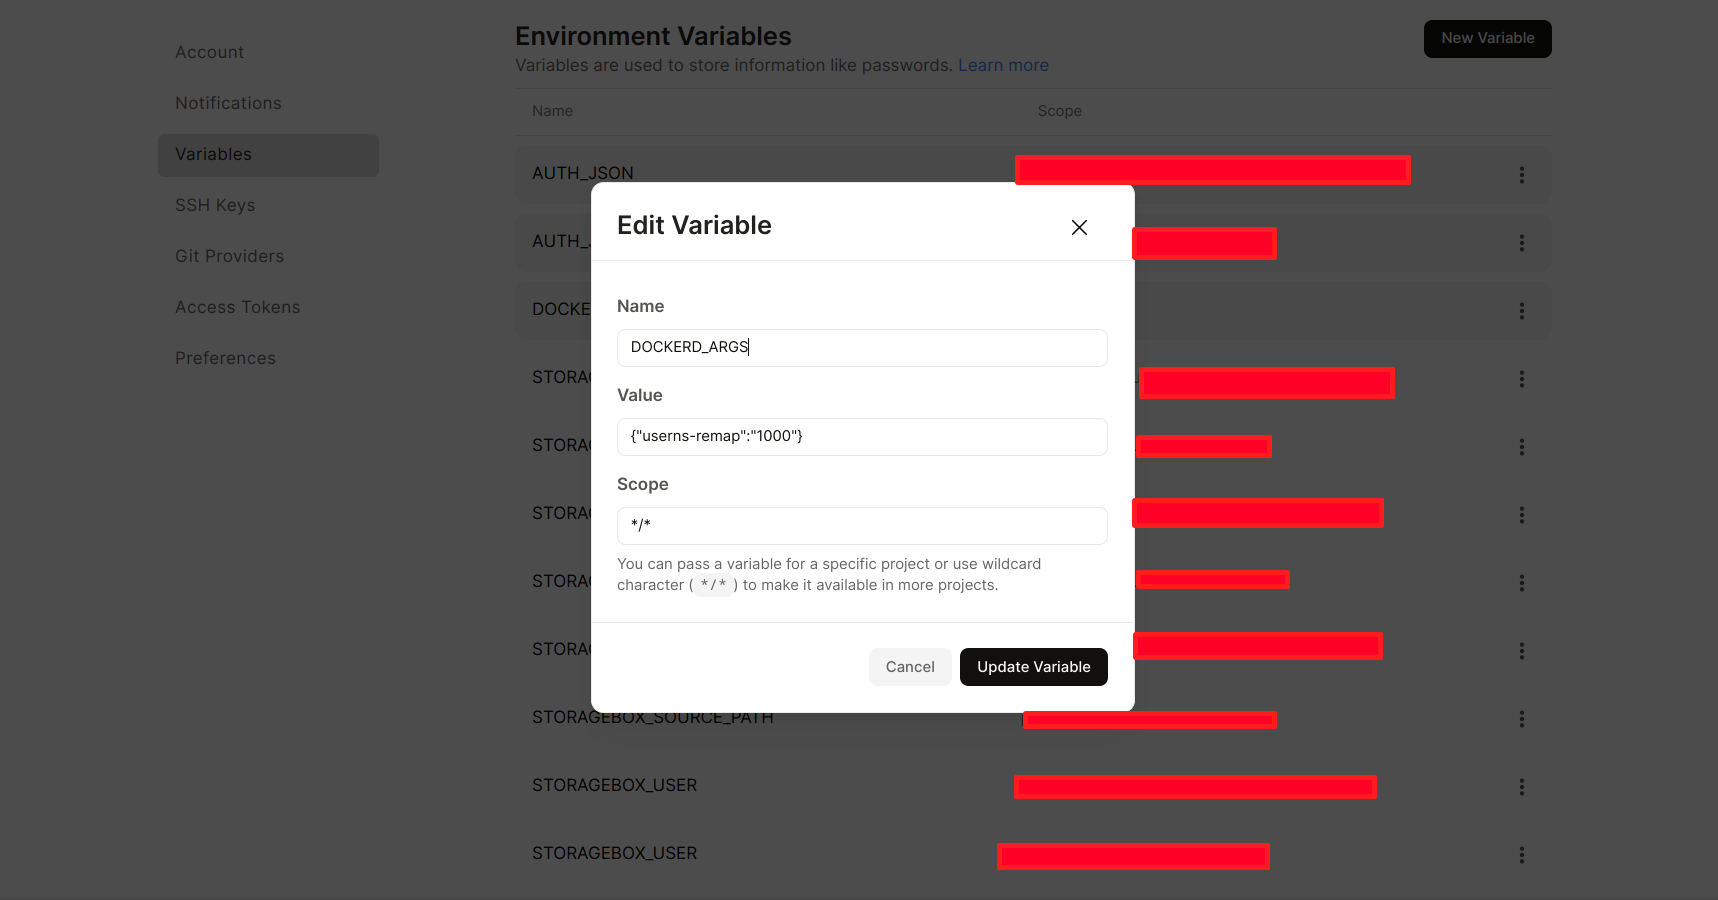 Account
Notifications
Variables
SSH Keys
Git Providers
Access Tokens
Preferences
Environment Variables
New Variable
Variables are used to store information like passwords. Learn more
Name Scope
AUTH_JSON
AUTH_
DOCKE
STORA
STORA
STORA
STORA
STORA
STORAGEBOX_SOURCE_PATH
STORAGEBOX_USER
STORAGEBOX_USER
Edit Variable
Name
DOCKERD_ARGS
Value
{"userns-remap":"1000"}
Scope
*/*
You can pass a variable for a specific project or use wildcard
character ( */* ) to make it available in more projects.
Cancel Update Variable